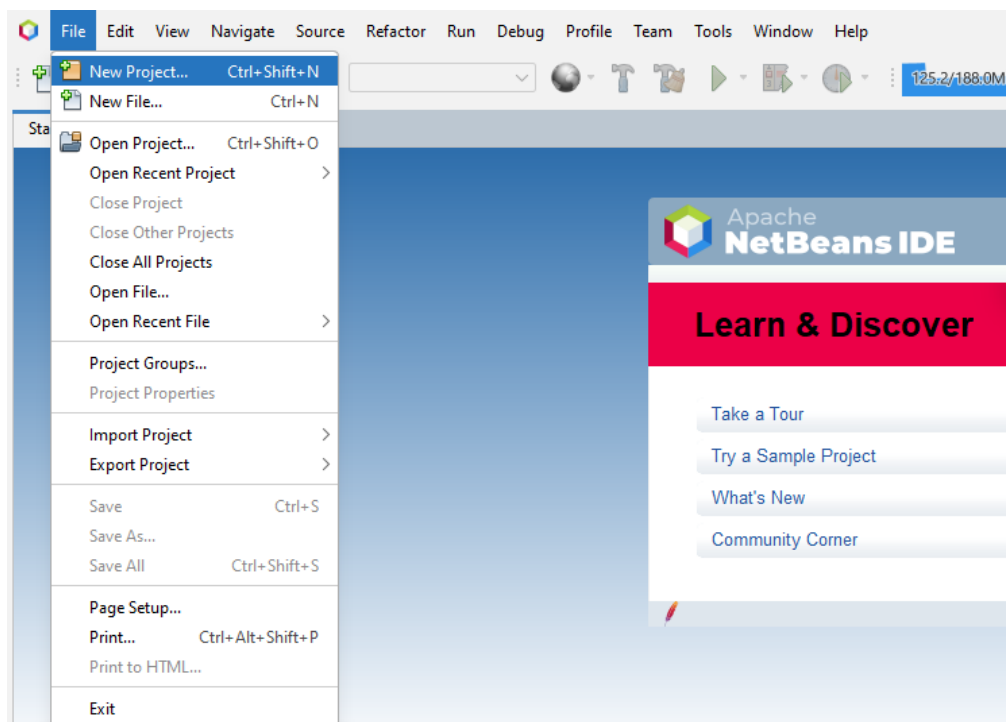 File Edit View Navigate Source Refactor Run Debug Profile Team Tools Window Help
New Project... Ctrl+Shift+N
125.2/188.0M
New File... Ctrl+N
Sta
Open Project... Ctrl+Shift+O
Open Recent Project
Close Project
Close Other Projects
Close All Projects
Open File...
Open Recent File
Project Groups...
Project Properties
Import Project
Export Project
Save Ctrl+S
Save As...
Save All Ctrl+Shift+S
Page Setup...
Print... Ctrl+Alt+Shift+P
Print to HTML...
Exit
Apache
NetBeans IDE
Learn & Discover
Take a Tour
Try a Sample Project
What's New
Community Corner